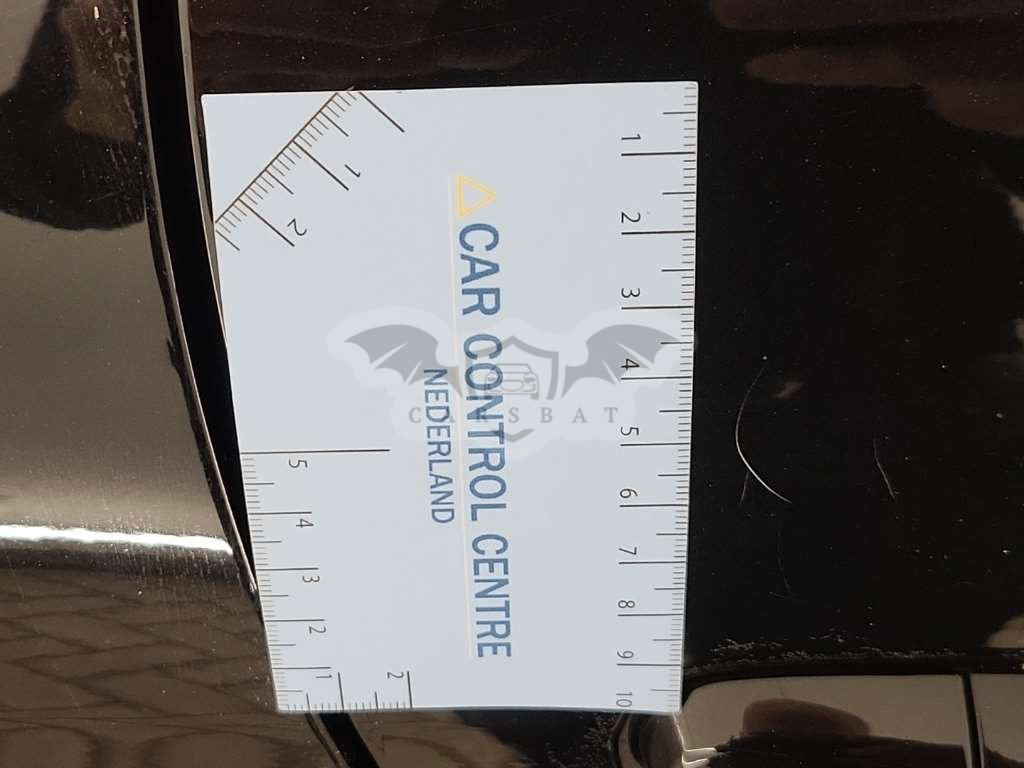 CAR CONTROL CENTRE
NEDERLAND
CARSBAT
1 2 3 4 5 6 7 8 9 10
1 2
5 4 3 2 1
2